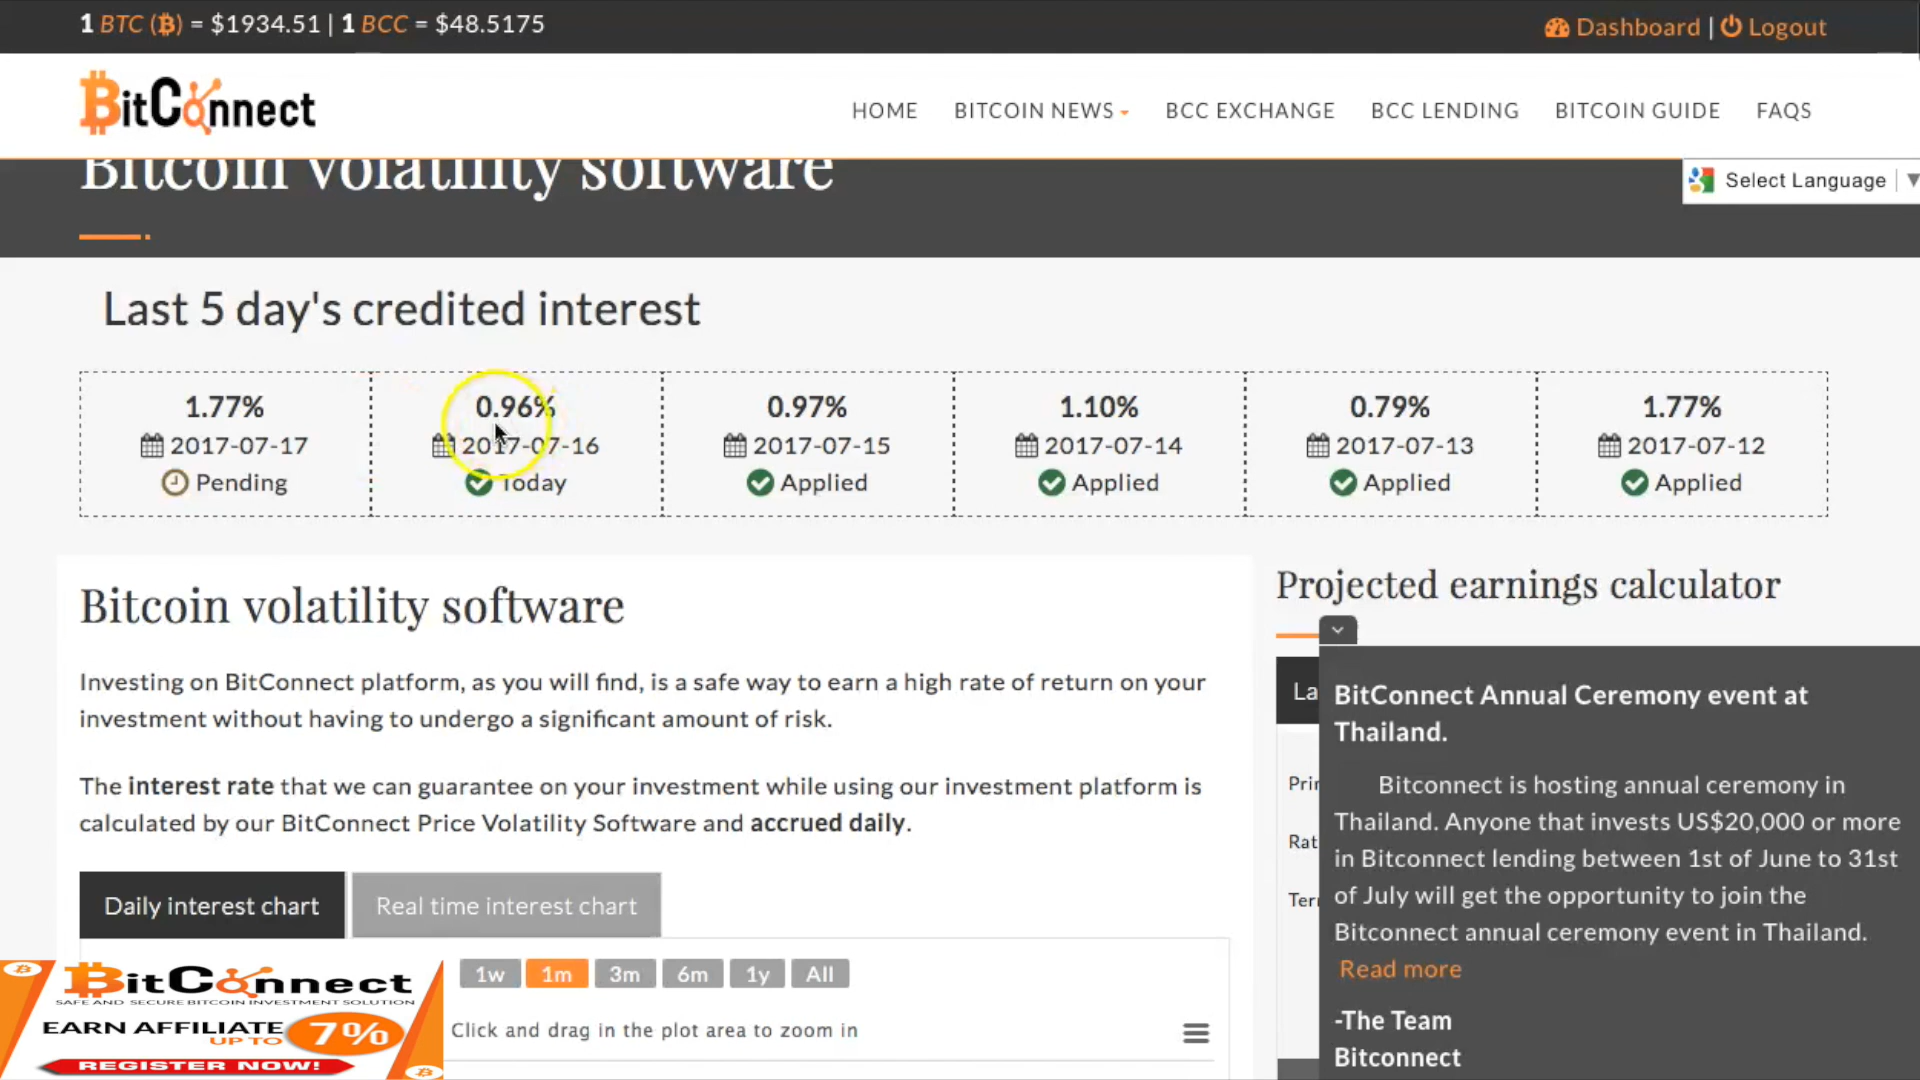 1 BTC (₿) = $1934.51 | 1 BCC = $48.5175
Dashboard | Logout
BitConnect
HOME BITCOIN NEWS BCC EXCHANGE BCC LENDING BITCOIN GUIDE FAQS
Bitcoin volatility software
Select Language
Last 5 day's credited interest
1.77% 0.96% 0.97% 1.10% 0.79% 1.77%
2017-07-17 2017-07-16 2017-07-15 2017-07-14 2017-07-13 2017-07-12
Pending Today Applied Applied Applied Applied
Bitcoin volatility software
Investing on BitConnect platform, as you will find, is a safe way to earn a high rate of return on your
investment without having to undergo a significant amount of risk.
The interest rate that we can guarantee on your investment while using our investment platform is
calculated by our BitConnect Price Volatility Software and accrued daily.
Daily interest chart Real time interest chart
1w 1m 3m 6m 1y All
Click and drag in the plot area to zoom in
Projected earnings calculator
La
Prin
Rat
Ter
BitConnect Annual Ceremony event at
Thailand.
Bitconnect is hosting annual ceremony in
Thailand. Anyone that invests US$20,000 or more
in Bitconnect lending between 1st of June to 31st
of July will get the opportunity to join the
Bitconnect annual ceremony event in Thailand.
Read more
-The Team
Bitconnect
BitConnect
SAFE AND SECURE BITCOIN INVESTMENT SOLUTION
EARN AFFILIATE
UP TO 7%
REGISTER NOW!